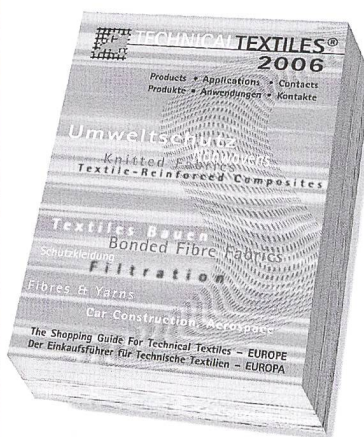 TECHNICAL TEXTILES®
2006
Products • Applications • Contacts
Produkte • Anwendungen • Kontakte
Umweltschutz
Nonwovens
Knitted Fabrics
Textile-Reinforced Composites
Textiles Bauen
Bonded Fibre Fabrics
Schutzkleidung
Filtration
Fibres & Yarns
Car Construction, Aerospace
The Shopping Guide For Technical Textiles – EUROPE
Der Einkaufsführer für Technische Textilien – EUROPA